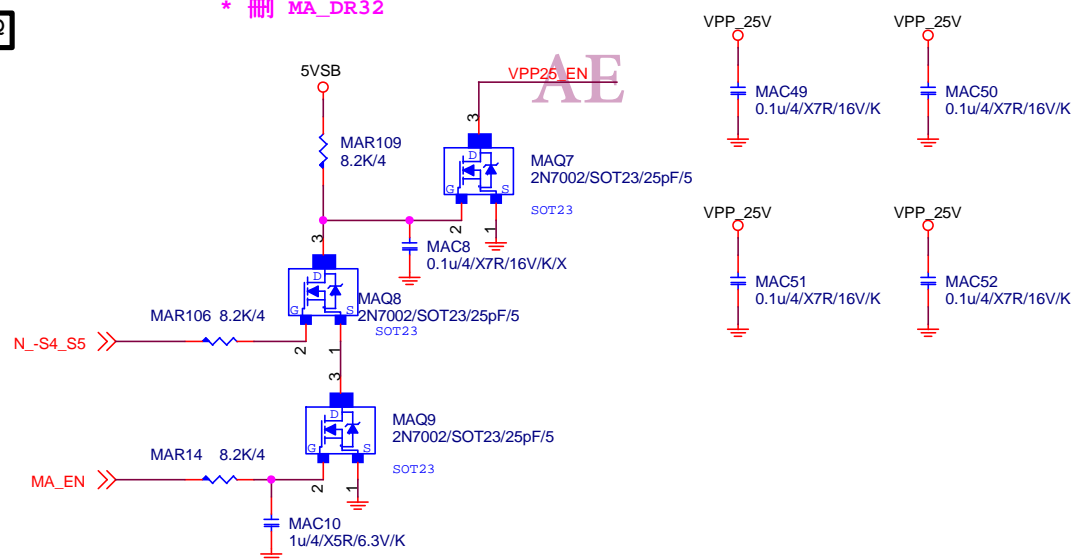 * 刪 MA_DR32
5VSB
MAR109
8.2K/4
VPP25_EN
AE
3
D
G
S
2
1
MAQ7
2N7002/SOT23/25pF/5
SOT23
MAC8
0.1u/4/X7R/16V/K/X
3
D
G
S
2
1
MAQ8
2N7002/SOT23/25pF/5
SOT23
MAR106 8.2K/4
N_-S4_S5
3
D
G
S
2
1
MAQ9
2N7002/SOT23/25pF/5
SOT23
MAR14 8.2K/4
MA_EN
MAC10
1u/4/X5R/6.3V/K
VPP_25V
MAC49
0.1u/4/X7R/16V/K
VPP_25V
MAC50
0.1u/4/X7R/16V/K
VPP_25V
MAC51
0.1u/4/X7R/16V/K
VPP_25V
MAC52
0.1u/4/X7R/16V/K